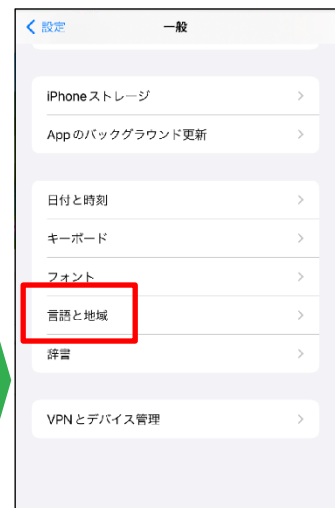 設定
一般
iPhoneストレージ
Appのバックグラウンド更新
日付と時刻
キーボード
フォント
言語と地域
辞書
VPNとデバイス管理